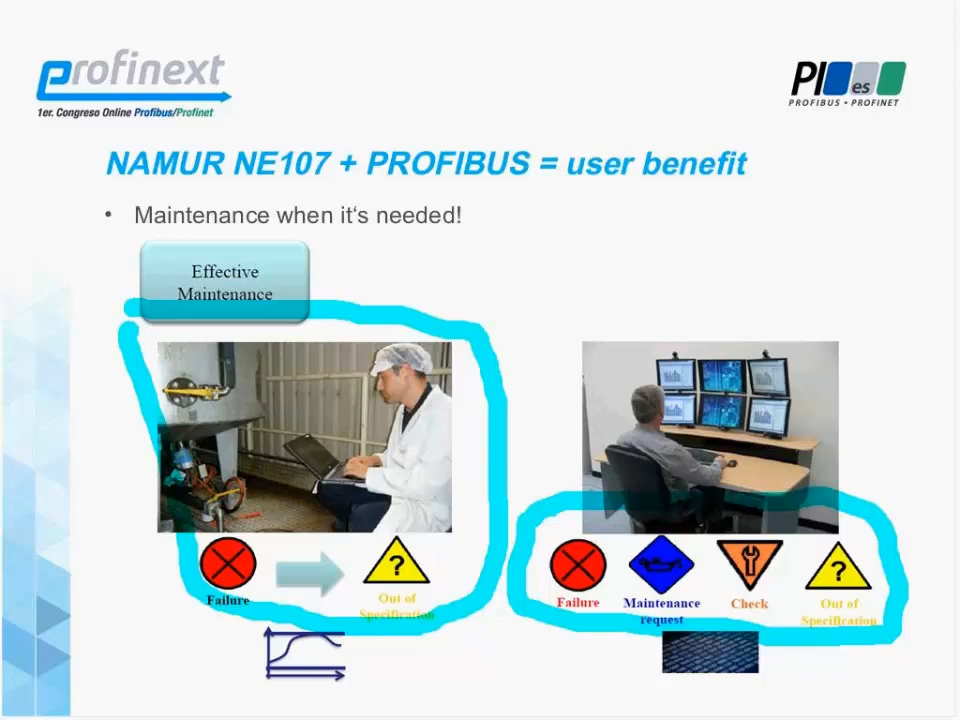 profinext
1er. Congreso Online Profibus/Profinet
PI es
PROFIBUS • PROFINET
NAMUR NE107 + PROFIBUS = user benefit
• Maintenance when it‘s needed!
Effective
Maintenance
?
Failure
Out of
Specification
?
Failure
Maintenance
request
Check
Out of
Specification